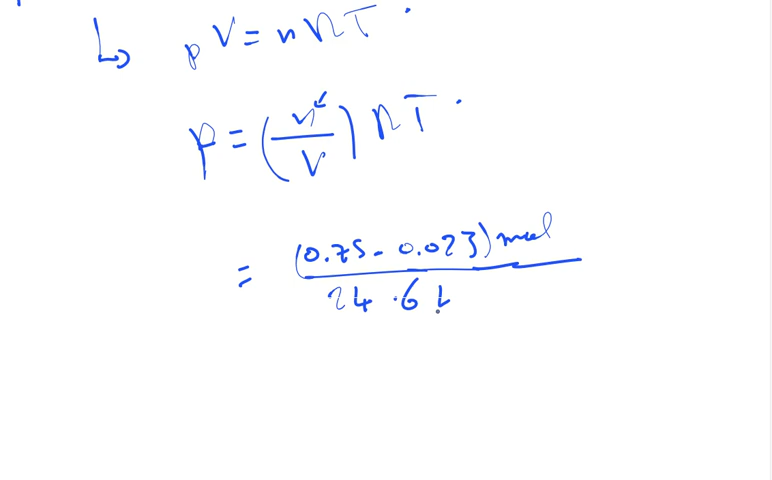 ↳ pV = nRT.
p = (n/V) RT.
= (0.75 - 0.023) mol
24.6 L